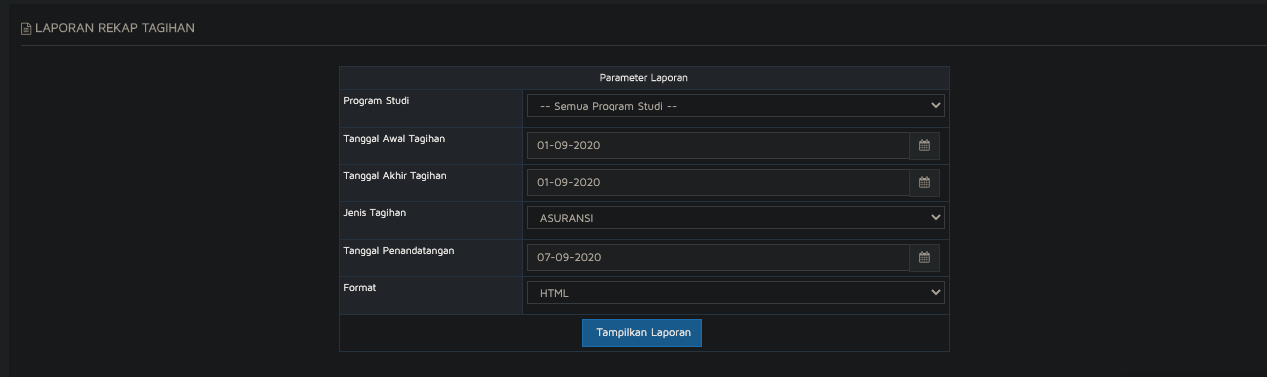 LAPORAN REKAP TAGIHAN
Parameter Laporan
Program Studi
-- Semua Program Studi --
Tanggal Awal Tagihan
01-09-2020
Tanggal Akhir Tagihan
01-09-2020
Jenis Tagihan
ASURANSI
Tanggal Penandatangan
07-09-2020
Format
HTML
Tampilkan Laporan